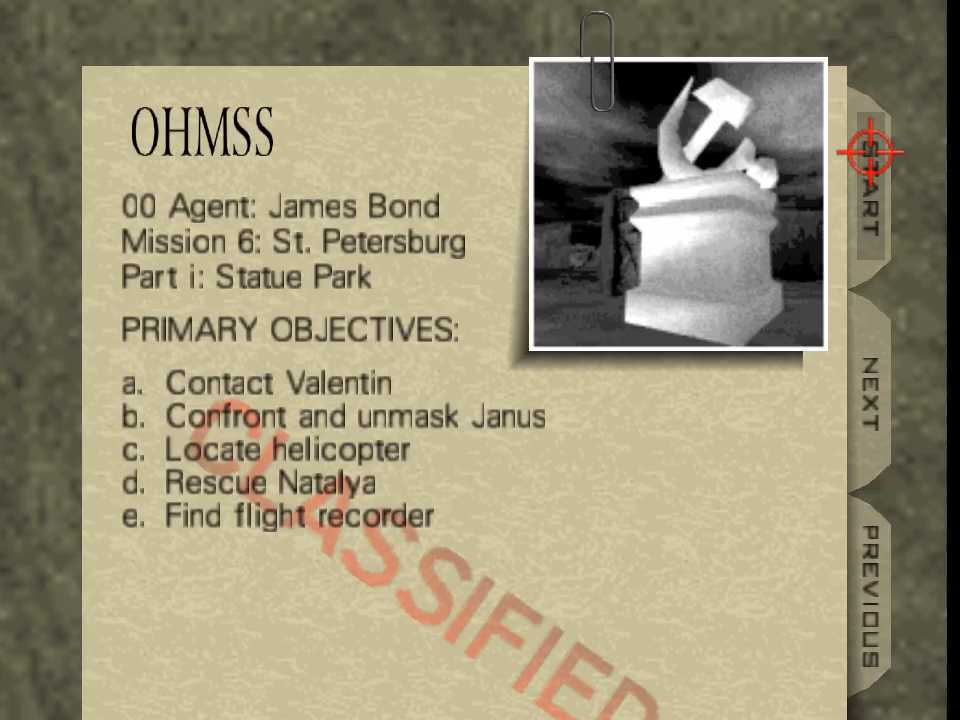 OHMSS
00 Agent: James Bond
Mission 6: St. Petersburg
Part i: Statue Park
PRIMARY OBJECTIVES:
a. Contact Valentin
b. Confront and unmask Janus
c. Locate helicopter
d. Rescue Natalya
e. Find flight recorder
CLASSIFIED
START
NEXT
PREVIOUS